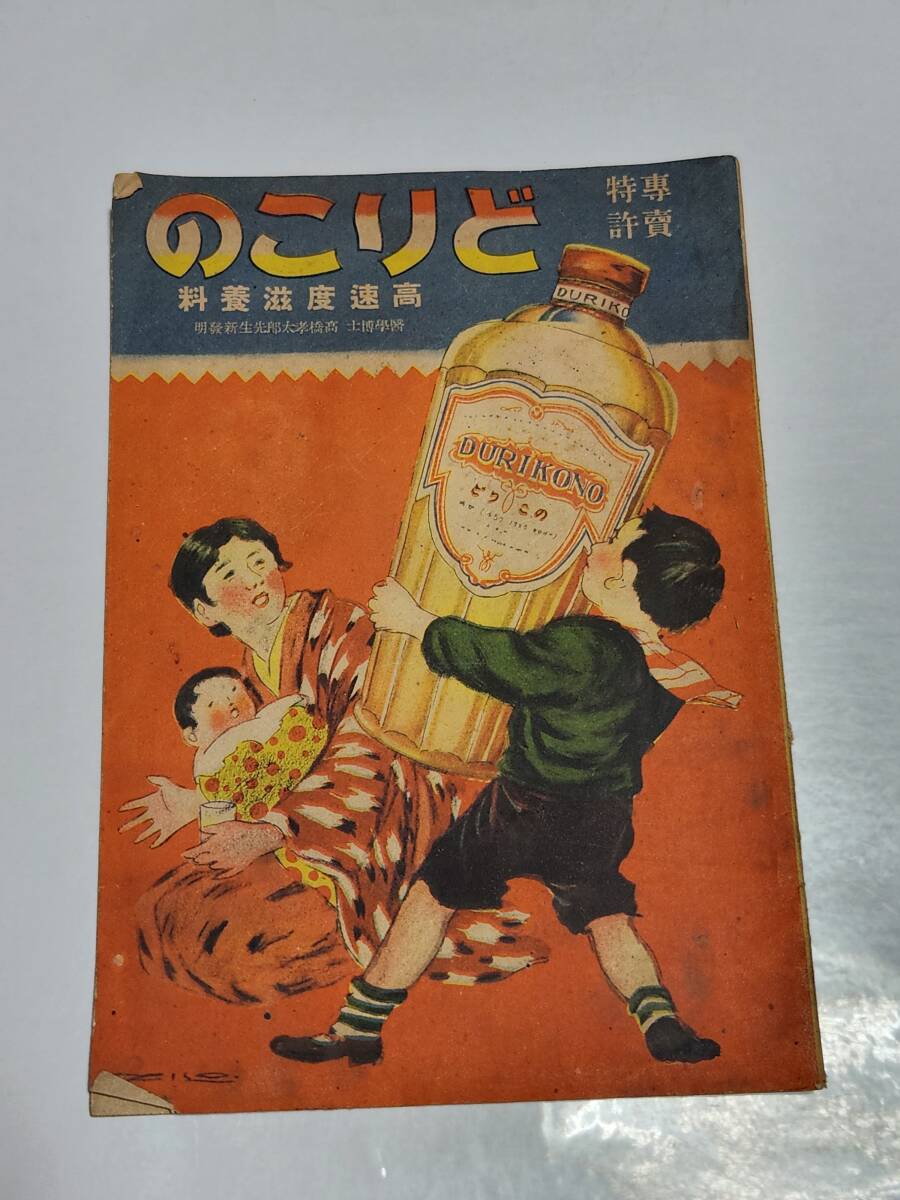 專賣
特許
どりこの
高速度滋養料
醫學博士 高橋孝太郎先生新發明
DURIKO
DURIKONO
どりこの